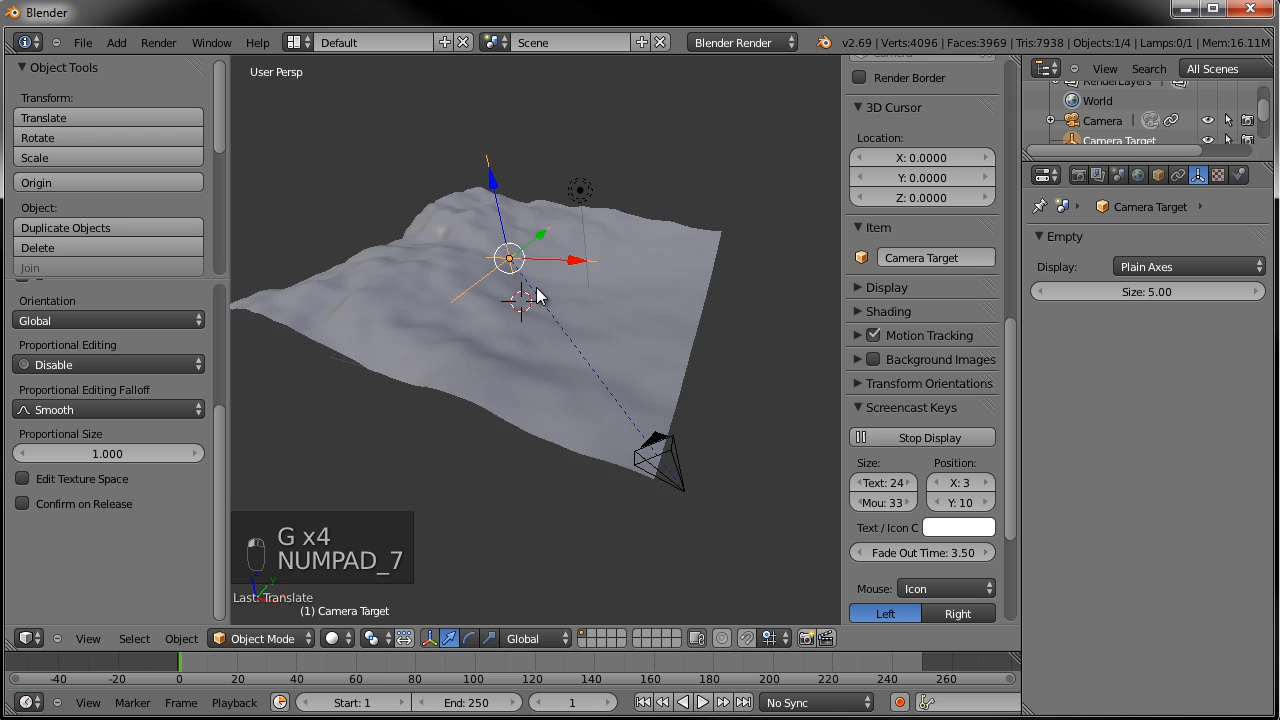 Blender
File Add Render Window Help Default Scene Blender Render v2.69 | Verts:4096 | Faces:3969 | Tris:7938 | Objects:1/4 | Lamps:0/1 | Mem:16.11M
Object Tools
Transform:
Translate
Rotate
Scale
Origin
Object:
Duplicate Objects
Delete
Join
Orientation
Global
Proportional Editing
Disable
Proportional Editing Falloff
Smooth
Proportional Size
1.000
Edit Texture Space
Confirm on Release
User Persp
G x4
NUMPAD_7
Last: Translate
(1) Camera Target
Render Border
3D Cursor
Location:
X: 0.0000
Y: 0.0000
Z: 0.0000
Item
Camera Target
Display
Shading
Motion Tracking
Background Images
Transform Orientations
Screencast Keys
Stop Display
Size: Position:
Text: 24 X: 3
Mou: 33 Y: 10
Text / Icon C
Fade Out Time: 3.50
Mouse: Icon
Left Right
View Search All Scenes
RenderLayers
World
Camera
Camera Target
Camera Target
Empty
Display: Plain Axes
Size: 5.00
View Select Object Object Mode Global
-40 -20 0 20 40 60 80 100 120 140 160 180 200 220 240 260
View Marker Frame Playback Start: 1 End: 250 1 No Sync